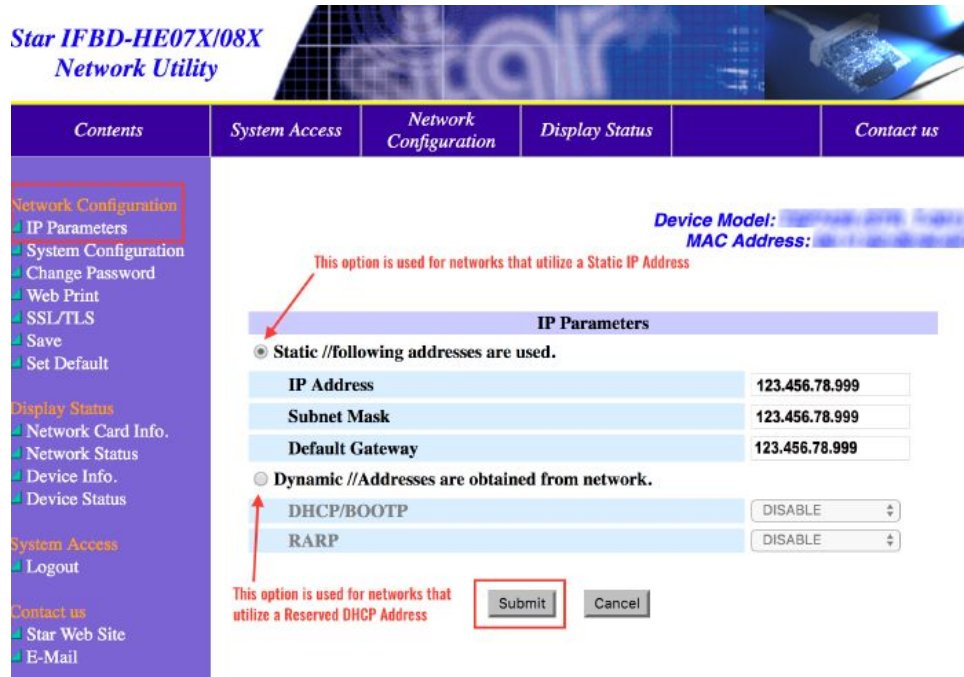 Star IFBD-HE07X/08X
Network Utility
star
Contents
System Access
Network
Configuration
Display Status
Contact us
Network Configuration
IP Parameters
System Configuration
Change Password
Web Print
SSL/TLS
Save
Set Default
Display Status
Network Card Info.
Network Status
Device Info.
Device Status
System Access
Logout
Contact us
Star Web Site
E-Mail
Device Model:
MAC Address:
This option is used for networks that utilize a Static IP Address
IP Parameters
Static //following addresses are used.
IP Address 123.456.78.999
Subnet Mask 123.456.78.999
Default Gateway 123.456.78.999
Dynamic //Addresses are obtained from network.
DHCP/BOOTP DISABLE
RARP DISABLE
This option is used for networks that
utilize a Reserved DHCP Address
Submit
Cancel